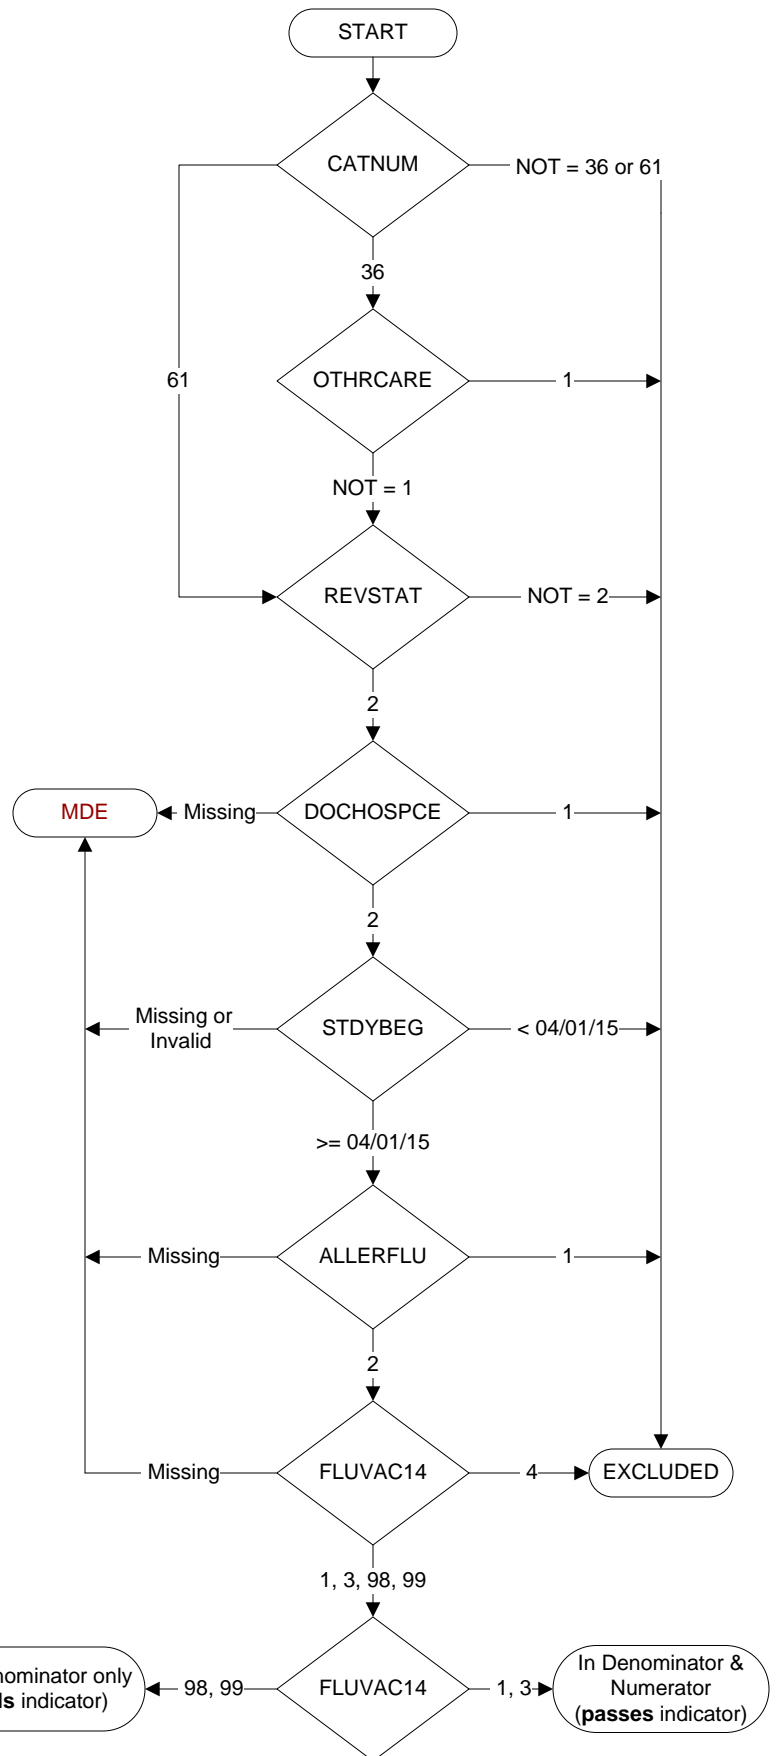 START
CATNUM
NOT = 36 or 61
36
61
OTHRCARE
1
NOT = 1
REVSTAT
NOT = 2
2
MDE
Missing
DOCHOSPCE
1
2
Missing or
Invalid
STDYBEG
< 04/01/15
>= 04/01/15
Missing
ALLERFLU
1
2
Missing
FLUVAC14
4
EXCLUDED
1, 3, 98, 99
only
indicator)
98, 99
FLUVAC14
1, 3
In Denominator &
Numerator
(passes indicator)